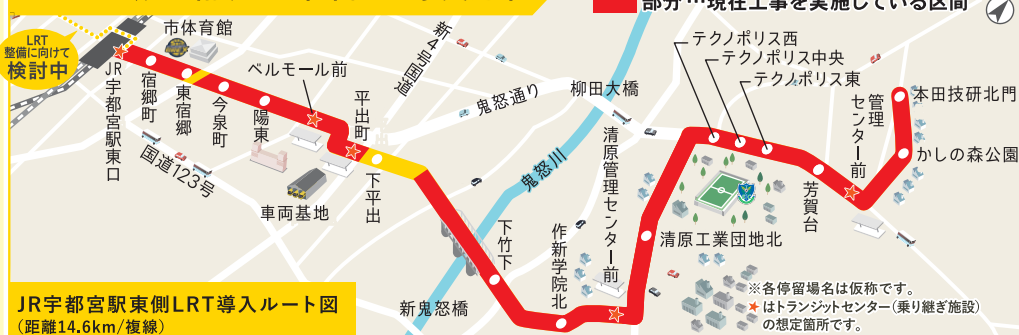 部分…現在工事を実施している区間
LRT
整備に向けて
検討中
市体育館
JR宇都宮駅東口
宿郷町
東宿郷
今泉町
陽東
ベルモール前
平出町
下平出
新4号国道
鬼怒通り
柳田大橋
国道123号
車両基地
鬼怒川
下竹下
作新学院北
清原管理センター前
新鬼怒橋
清原工業団地北
テクノポリス西
テクノポリス中央
テクノポリス東
芳賀台
管理
センター前
かしの森公園
本田技研北門
JR宇都宮駅東側LRT導入ルート図
(距離14.6km/複線)
※各停留場名は仮称です。
★はトランジットセンター(乗り継ぎ施設)
の想定箇所です。